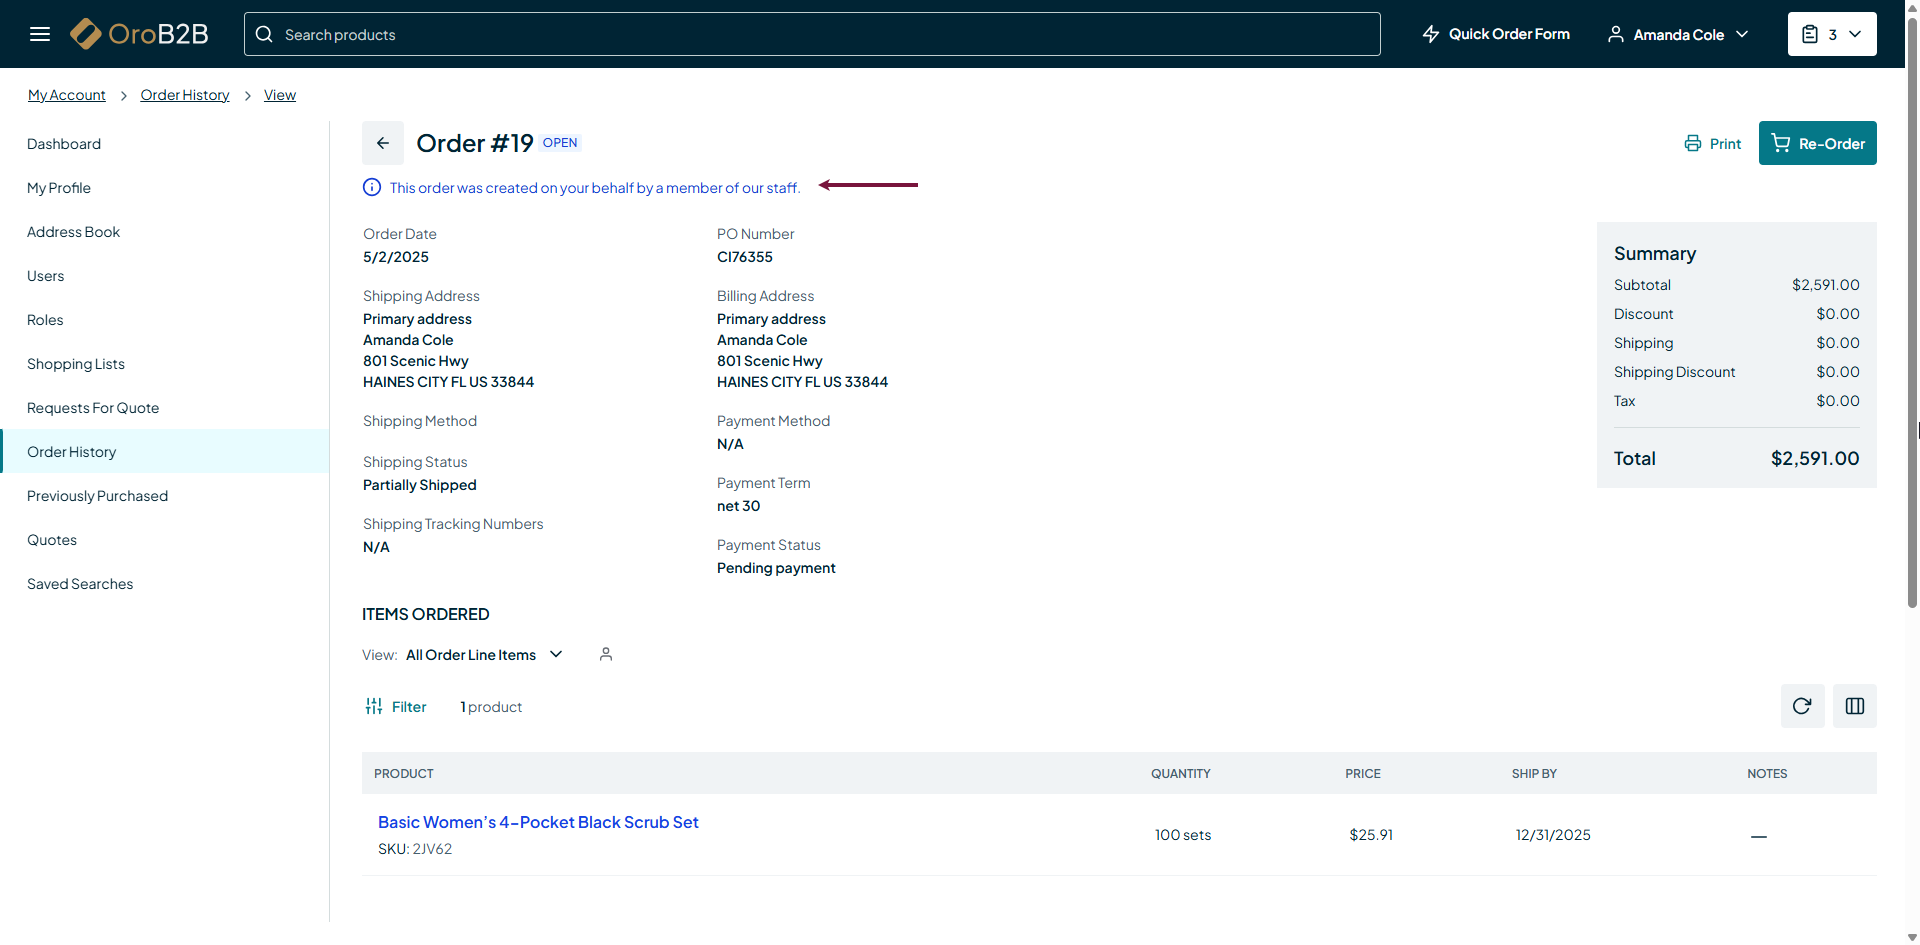 OroB2B
Search products
Quick Order Form
Amanda Cole
3
My Account > Order History > View
Dashboard
My Profile
Address Book
Users
Roles
Shopping Lists
Requests For Quote
Order History
Previously Purchased
Quotes
Saved Searches
Order #19 OPEN
Print
Re-Order
This order was created on your behalf by a member of our staff.
Order Date
5/2/2025
Shipping Address
Primary address
Amanda Cole
801 Scenic Hwy
HAINES CITY FL US 33844
Shipping Method
Shipping Status
Partially Shipped
Shipping Tracking Numbers
N/A
PO Number
CI76355
Billing Address
Primary address
Amanda Cole
801 Scenic Hwy
HAINES CITY FL US 33844
Payment Method
N/A
Payment Term
net 30
Payment Status
Pending payment
Summary
Subtotal $2,591.00
Discount $0.00
Shipping $0.00
Shipping Discount $0.00
Tax $0.00
Total $2,591.00
ITEMS ORDERED
View: All Order Line Items
Filter 1 product
PRODUCT QUANTITY PRICE SHIP BY NOTES
Basic Women's 4-Pocket Black Scrub Set
SKU: 2JV62
100 sets $25.91 12/31/2025 —